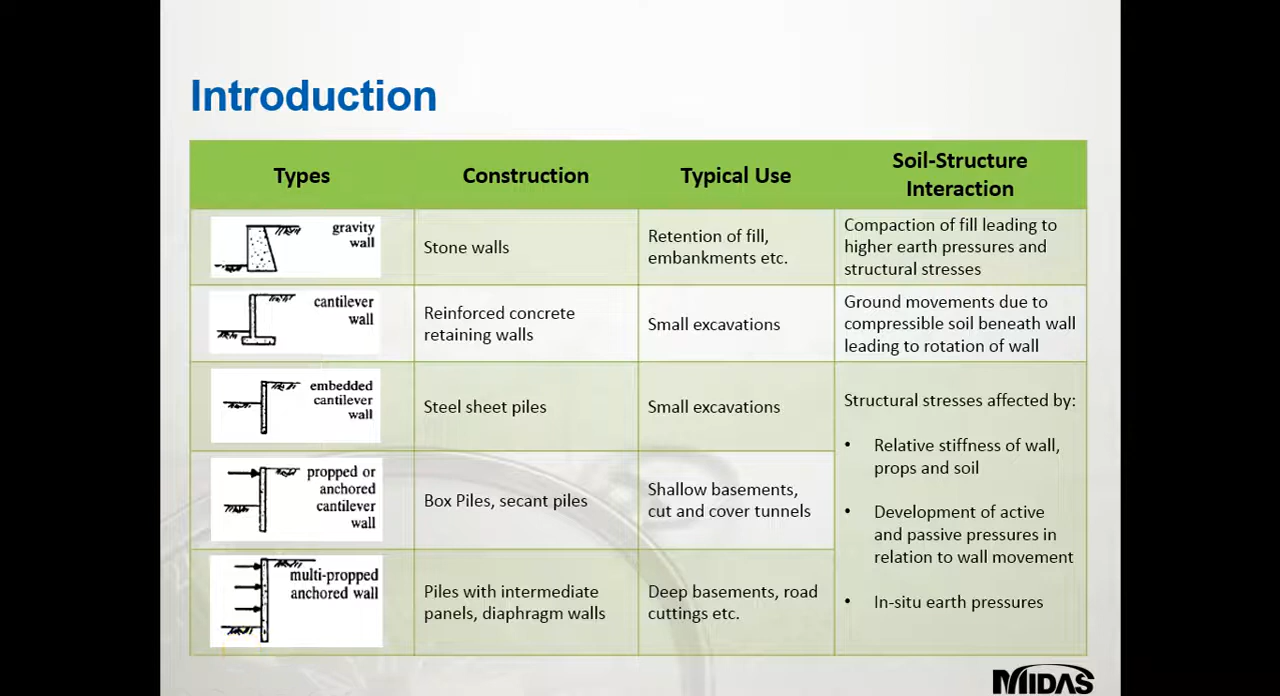 Introduction
Types
Construction
Typical Use
Soil-Structure
Interaction
gravity
wall
Stone walls
Retention of fill,
embankments etc.
Compaction of fill leading to
higher earth pressures and
structural stresses
cantilever
wall
Reinforced concrete
retaining walls
Small excavations
Ground movements due to
compressible soil beneath wall
leading to rotation of wall
embedded
cantilever
wall
Steel sheet piles
Small excavations
Structural stresses affected by:
• Relative stiffness of wall,
props and soil
• Development of active
and passive pressures in
relation to wall movement
• In-situ earth pressures
propped or
anchored
cantilever
wall
Box Piles, secant piles
Shallow basements,
cut and cover tunnels
multi-propped
anchored wall
Piles with intermediate
panels, diaphragm walls
Deep basements, road
cuttings etc.
MIDAS